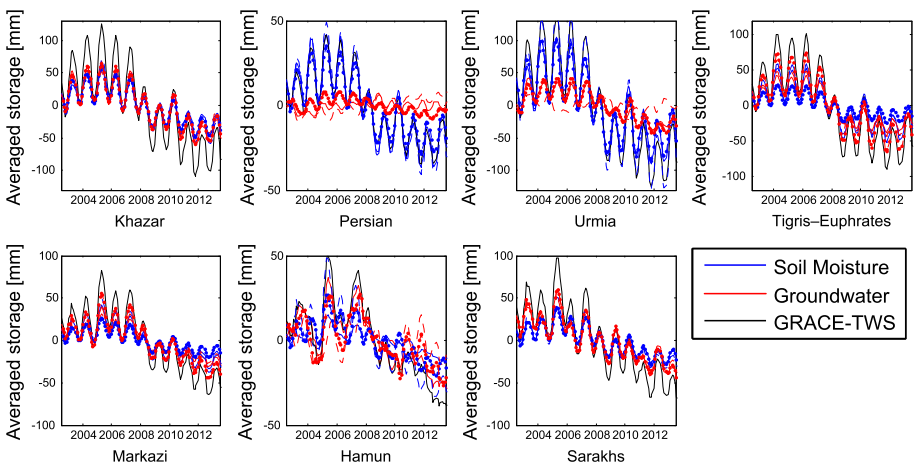 Averaged storage [mm]
100
50
0
-50
-100
2004 2006 2008 2010 2012
Khazar
Averaged storage [mm]
50
0
-50
2004 2006 2008 2010 2012
Persian
Averaged storage [mm]
100
50
0
-50
-100
2004 2006 2008 2010 2012
Urmia
Averaged storage [mm]
100
50
0
-50
-100
2004 2006 2008 2010 2012
Tigris–Euphrates
Averaged storage [mm]
100
50
0
-50
-100
2004 2006 2008 2010 2012
Markazi
Averaged storage [mm]
50
0
-50
2004 2006 2008 2010 2012
Hamun
Averaged storage [mm]
100
50
0
-50
-100
2004 2006 2008 2010 2012
Sarakhs
Soil Moisture
Groundwater
GRACE-TWS